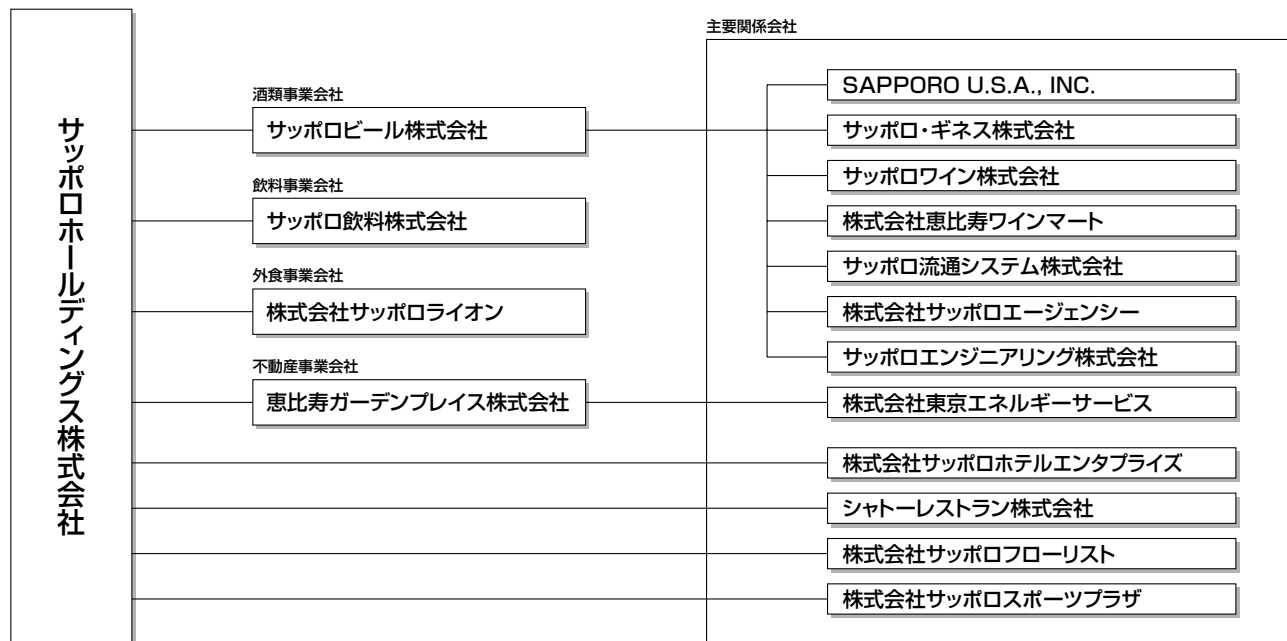 サッポロホールディングス株式会社
主要関係会社
酒類事業会社
サッポロビール株式会社
飲料事業会社
サッポロ飲料株式会社
外食事業会社
株式会社サッポロライオン
不動産事業会社
恵比寿ガーデンプレイス株式会社
SAPPORO U.S.A., INC.
サッポロ・ギネス株式会社
サッポロワイン株式会社
株式会社恵比寿ワインマート
サッポロ流通システム株式会社
株式会社サッポロエージェンシー
サッポロエンジニアリング株式会社
株式会社東京エネルギーサービス
株式会社サッポロホテルエンタプライズ
シャトーレストラン株式会社
株式会社サッポロフローリスト
株式会社サッポロスポーツプラザ